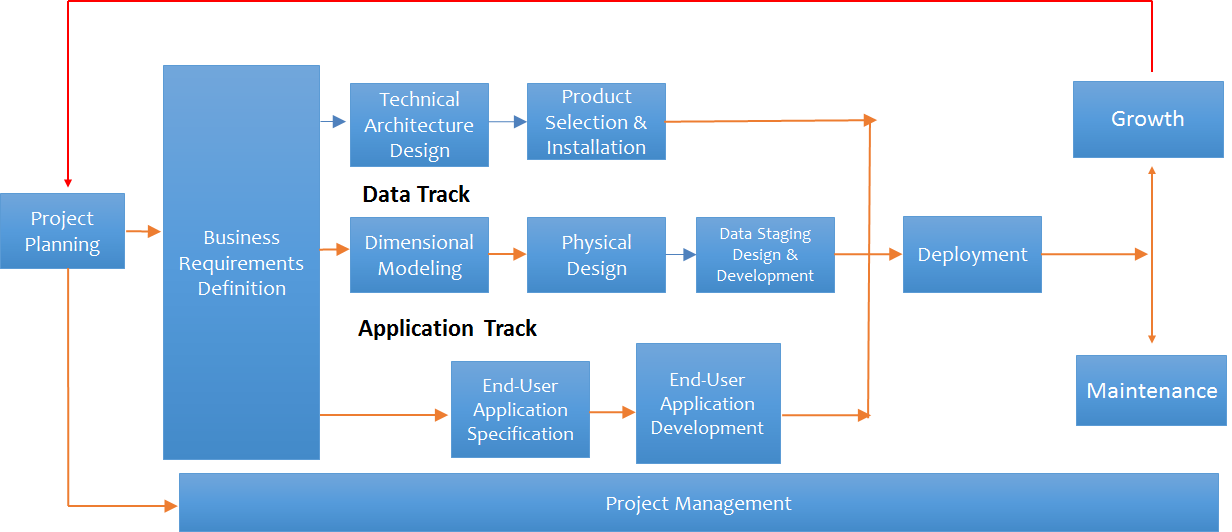 Project
Planning
Business
Requirements
Definition
Technical
Architecture
Design
Product
Selection &
Installation
Data Track
Dimensional
Modeling
Physical
Design
Data Staging
Design &
Development
Application Track
End-User
Application
Specification
End-User
Application
Development
Deployment
Growth
Maintenance
Project Management